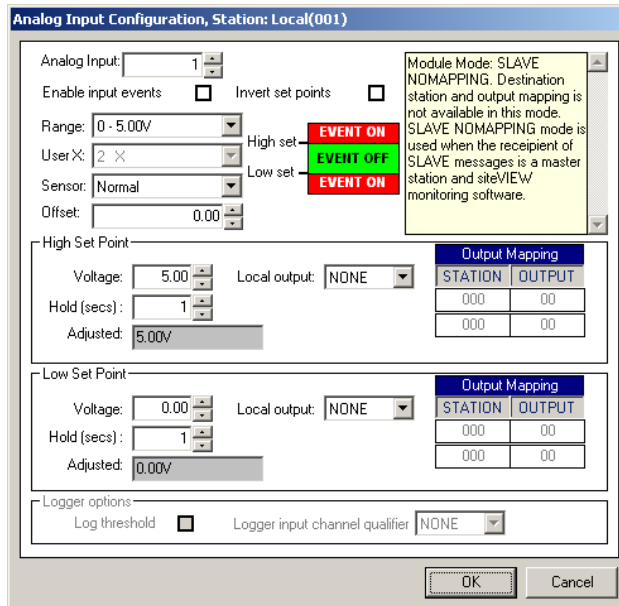 Analog Input Configuration, Station: Local(001)
Analog Input: 1
Enable input events Invert set points
Range: 0 - 5.00V
User X: 2 X
Sensor: Normal
Offset: 0.00
High set
Low set
EVENT ON
EVENT OFF
EVENT ON
Module Mode: SLAVE
NOMAPPING. Destination
station and output mapping is
not available in this mode.
SLAVE NOMAPPING mode is
used when the receipient of
SLAVE messages is a master
station and siteVIEW
monitoring software.
High Set Point
Voltage: 5.00 Local output: NONE
Hold (secs) : 1
Adjusted: 5.00V
Output Mapping
STATION OUTPUT
000 00
000 00
Low Set Point
Voltage: 0.00 Local output: NONE
Hold (secs) : 1
Adjusted: 0.00V
Output Mapping
STATION OUTPUT
000 00
000 00
Logger options
Log threshold Logger input channel qualifier NONE
OK Cancel